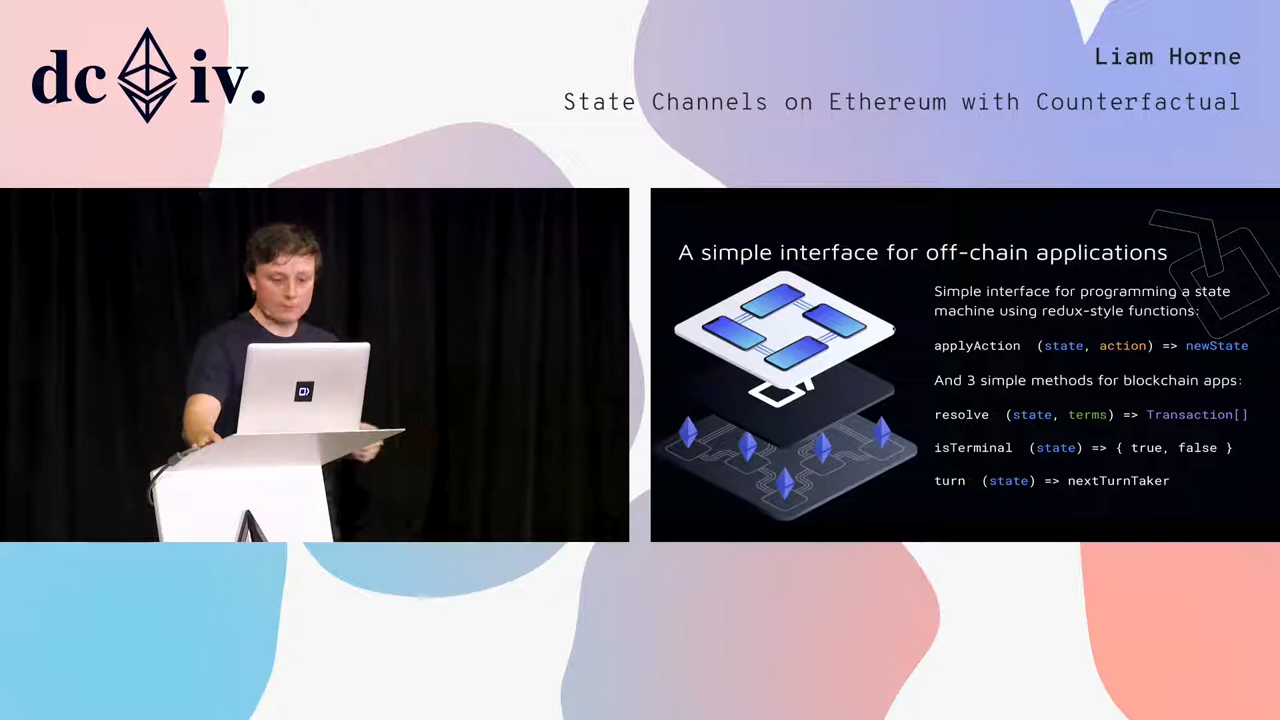 dc iv.
Liam Horne
State Channels on Ethereum with Counterfactual
A simple interface for off-chain applications
Simple interface for programming a state
machine using redux-style functions:
applyAction (state, action) => newState
And 3 simple methods for blockchain apps:
resolve (state, terms) => Transaction[]
isTerminal (state) => { true, false }
turn (state) => nextTurnTaker